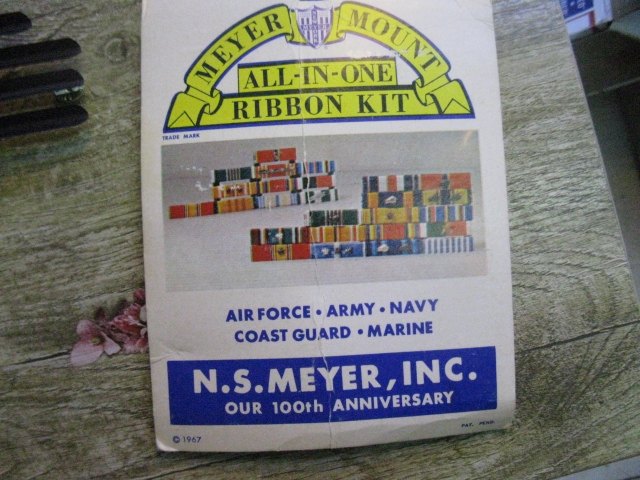 MEYER MOUNT
ALL-IN-ONE
RIBBON KIT
TRADE MARK
AIR FORCE • ARMY • NAVY
COAST GUARD • MARINE
N.S. MEYER, INC.
OUR 100th ANNIVERSARY
© 1967
PAT. PEND.